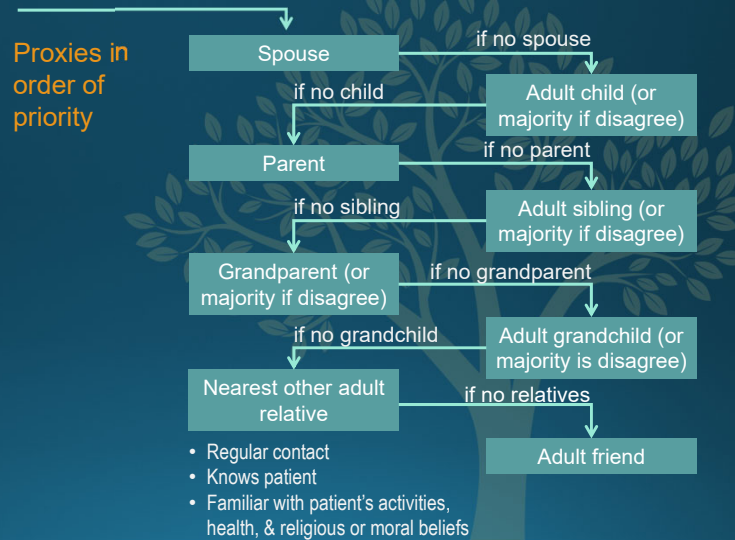 Proxies in
order of
priority
Spouse
if no spouse
Adult child (or
majority if disagree)
if no child
Parent
if no parent
Adult sibling (or
majority if disagree)
if no sibling
Grandparent (or
majority if disagree)
if no grandparent
Adult grandchild (or
majority is disagree)
if no grandchild
Nearest other adult
relative
if no relatives
Adult friend
• Regular contact
• Knows patient
• Familiar with patient’s activities,
health, & religious or moral beliefs